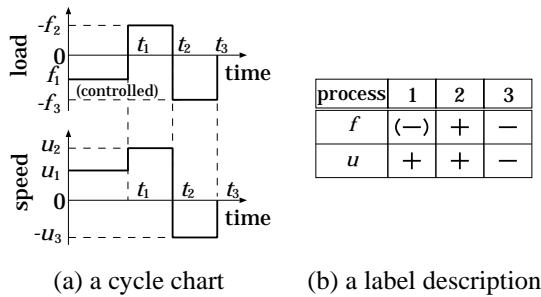 -f2
0
f1
-f3
load
t1
t2
t3
time
(controlled)
u2
u1
0
-u3
speed
t1
t2
t3
time
process 1 2 3
f (−) + −
u + + −
(a) a cycle chart
(b) a label description